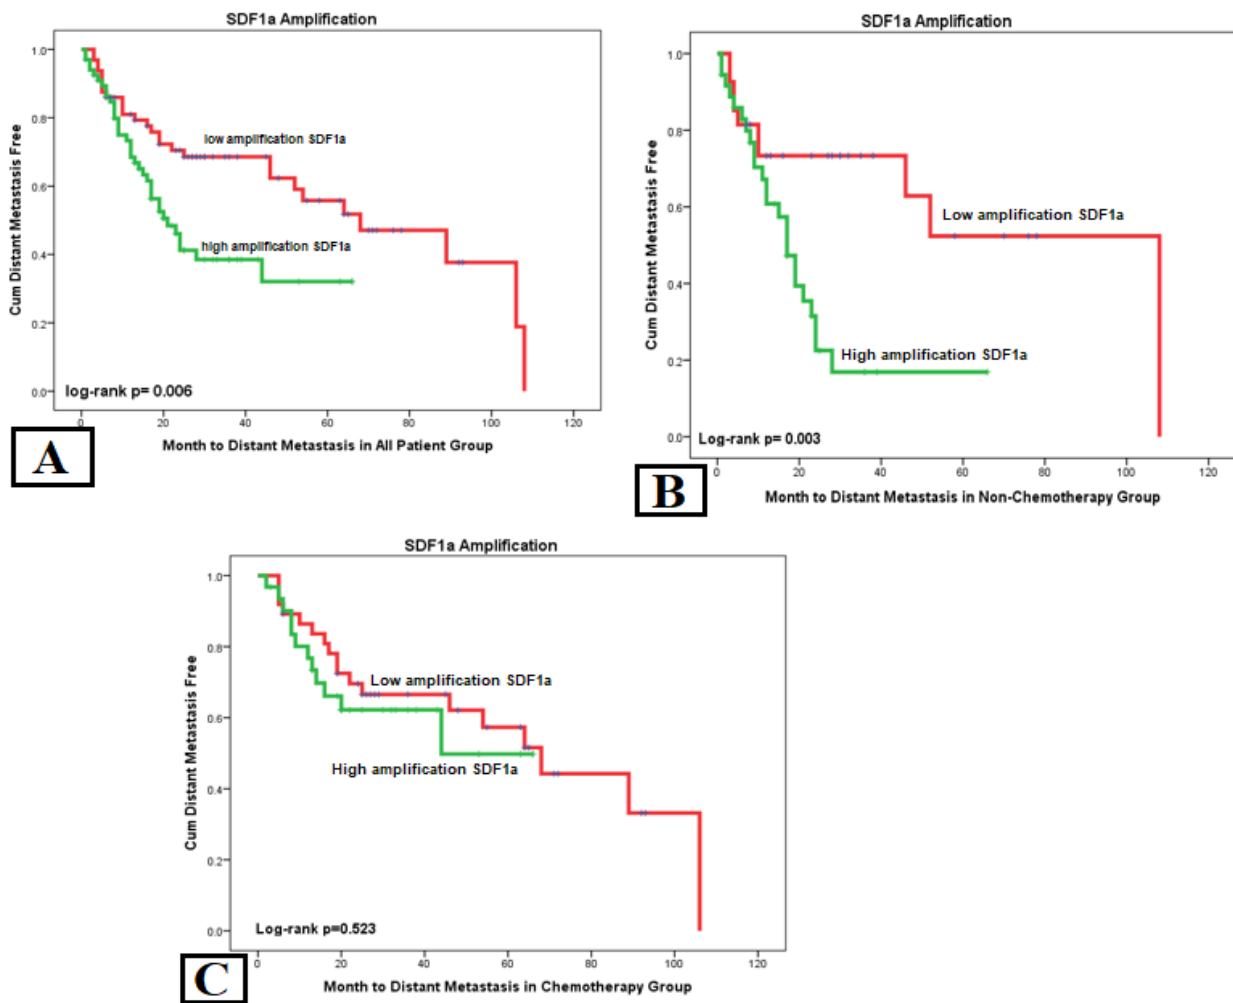 SDF1a Amplification
Cum Distant Metastasis Free
1.0
0.8
0.6
0.4
0.2
0.0
low amplification SDF1a
high amplification SDF1a
log-rank p= 0.006
0 20 40 60 80 100 120
Month to Distant Metastasis in All Patient Group
A
SDF1a Amplification
Cum Distant Metastasis Free
1.0
0.8
0.6
0.4
0.2
0.0
Low amplification SDF1a
High amplification SDF1a
Log-rank p= 0.003
0 20 40 60 80 100 120
Month to Distant Metastasis in Non-Chemotherapy Group
B
SDF1a Amplification
Cum Distant Metastasis Free
1.0
0.8
0.6
0.4
0.2
0.0
Low amplification SDF1a
High amplification SDF1a
Log-rank p=0.523
0 20 40 60 80 100 120
Month to Distant Metastasis in Chemotherapy Group
C